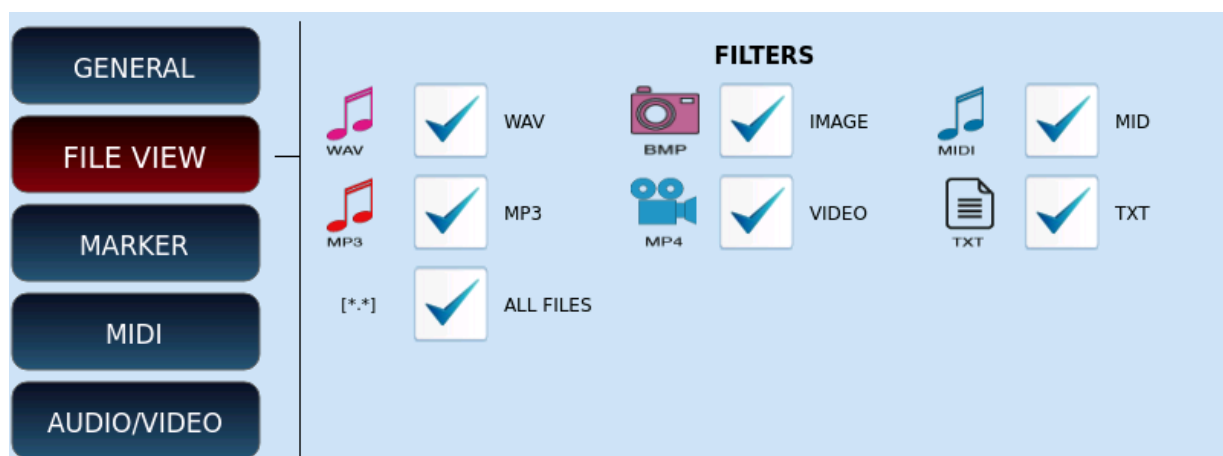 GENERAL
FILE VIEW
MARKER
MIDI
AUDIO/VIDEO
FILTERS
WAV
WAV
BMP
IMAGE
MIDI
MID
MP3
MP3
MP4
VIDEO
TXT
TXT
[*.*]
ALL FILES